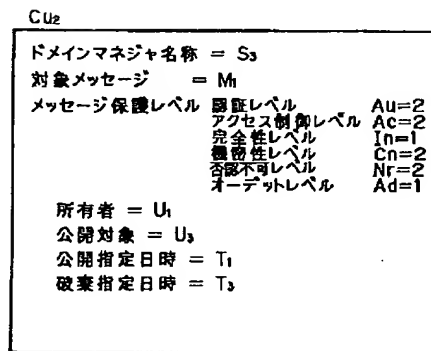 Cu2
ドメインマネジャ名称 = S3
対象メッセージ = M1
メッセージ保護レベル 認証レベル Au=2
アクセス制御レベル Ac=2
完全性レベル In=1
機密性レベル Cn=2
否認不可レベル Nr=2
オーデットレベル Ad=1
所有者 = U1
公開対象 = U3
公開指定日時 = T1
破棄指定日時 = T3